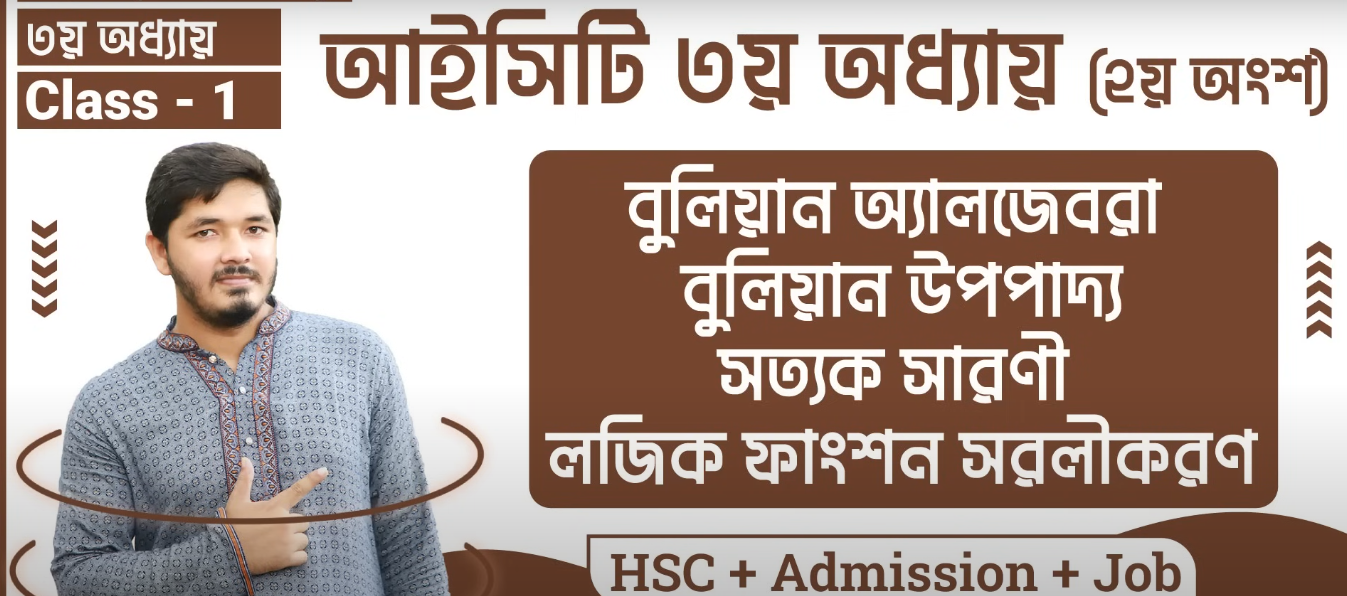 ৩য় অধ্যায়
Class - 1
আইসিটি ৩য় অধ্যায় (২য় অংশ)
বুলিয়ান অ্যালজেবরা
বুলিয়ান উপপাদ্য
সত্যক সারণী
লজিক ফাংশন সরলীকরণ
HSC + Admission + Job